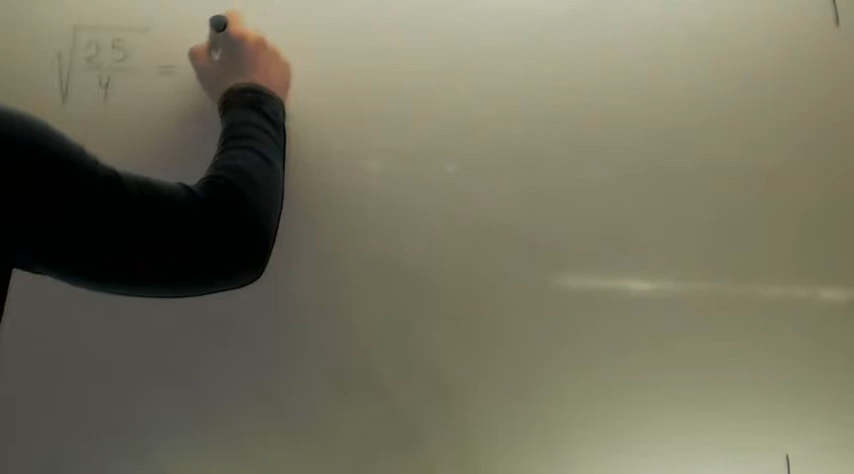 √25/4 =